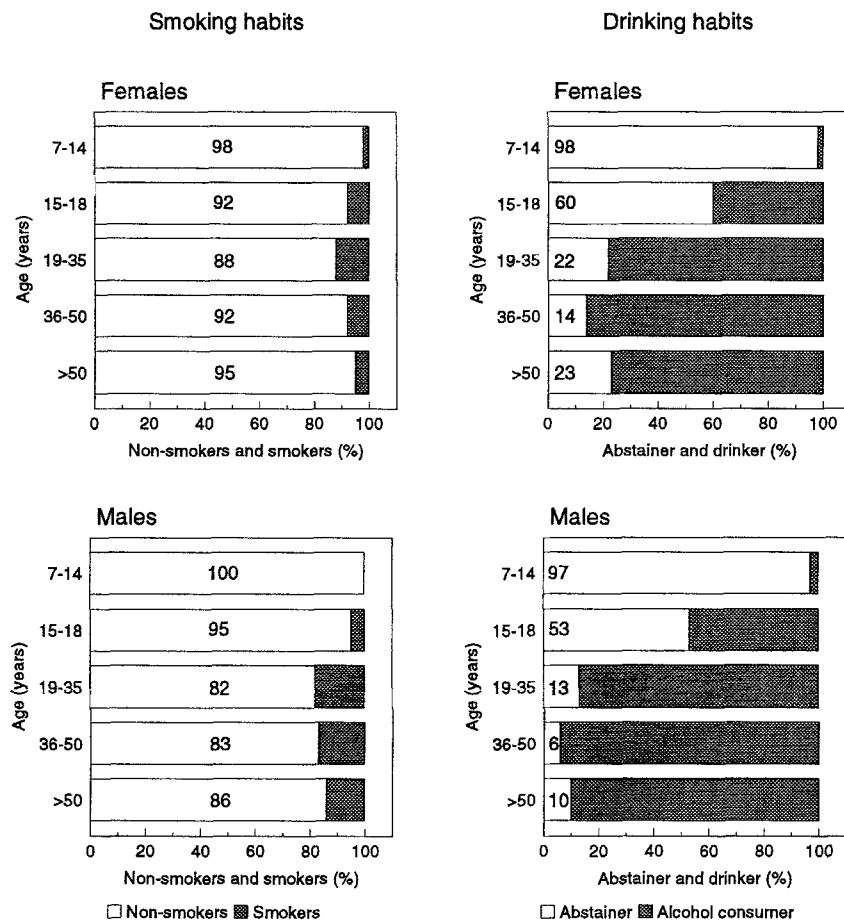 Smoking habits
Drinking habits
Females
Age (years)
7-14
98
15-18
92
19-35
88
36-50
92
>50
95
0 20 40 60 80 100
Non-smokers and smokers (%)
Females
Age (years)
7-14
98
15-18
60
19-35
22
36-50
14
>50
23
0 20 40 60 80 100
Abstainer and drinker (%)
Males
Age (years)
7-14
100
15-18
95
19-35
82
36-50
83
>50
86
0 20 40 60 80 100
Non-smokers and smokers (%)
Non-smokers Smokers
Males
Age (years)
7-14
97
15-18
53
19-35
13
36-50
6
>50
10
0 20 40 60 80 100
Abstainer and drinker (%)
Abstainer Alcohol consumer